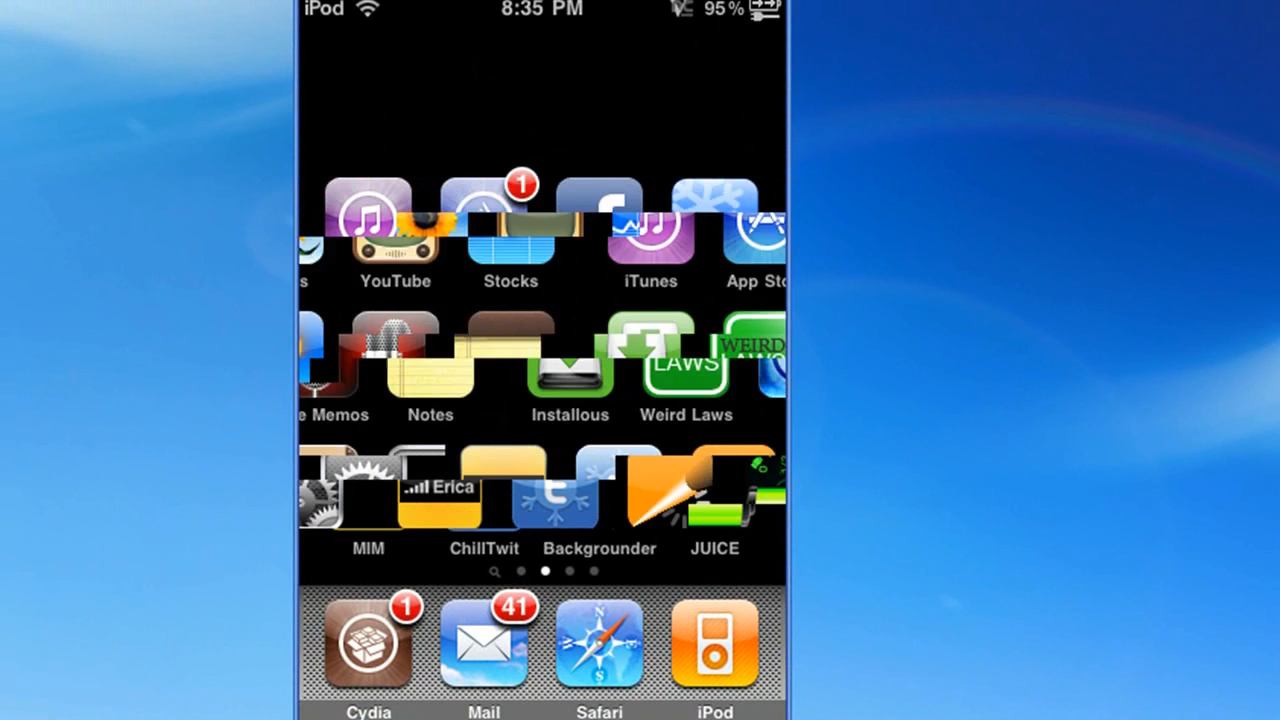 iPod 8:35 PM 95%
1
s YouTube Stocks iTunes App Sto
WEIRD
LAWS
e Memos Notes Installous Weird Laws
Erica
MIM ChillTwit Backgrounder JUICE
1 41
Cydia Mail Safari iPod